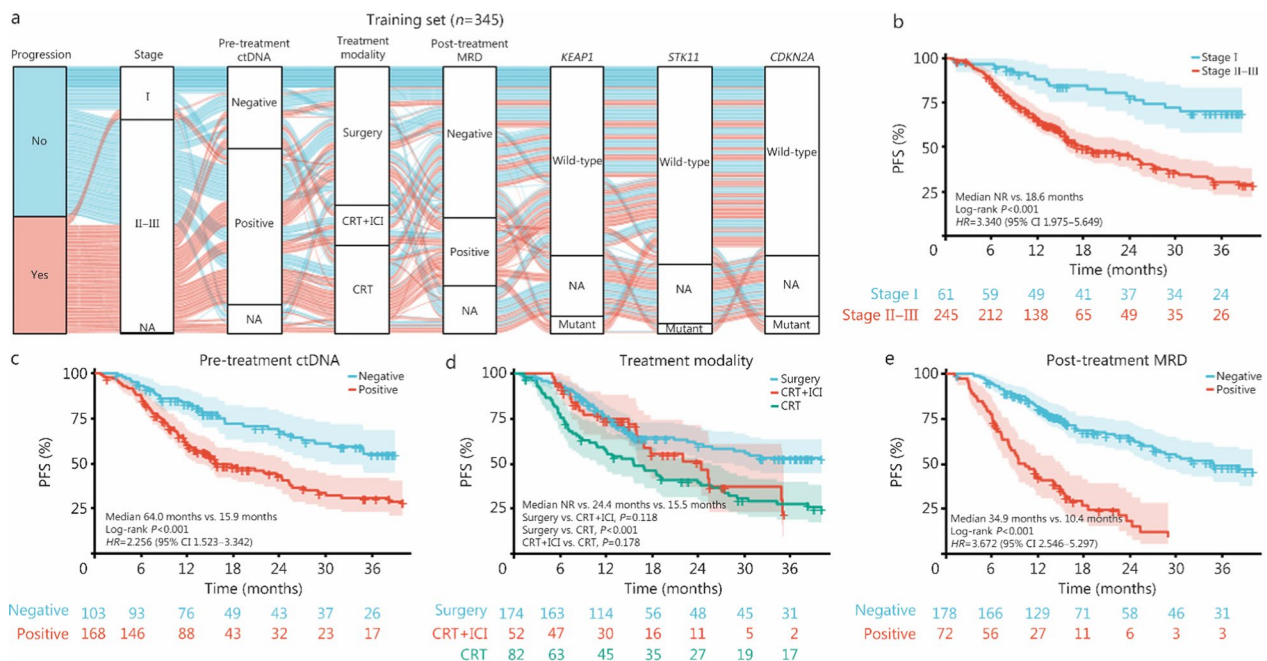 a
Training set (n=345)
Progression
Stage
Pre-treatment
ctDNA
Treatment
modality
Post-treatment
MRD
KEAP1
STK11
CDKN2A
No
Yes
I
II–III
NA
Negative
Positive
NA
Surgery
CRT+ICI
CRT
Negative
Positive
NA
Wild-type
NA
Mutant
Wild-type
NA
Mutant
Wild-type
NA
Mutant
b
Stage I
Stage II–III
PFS (%)
100
75
50
25
Median NR vs. 18.6 months
Log-rank P<0.001
HR=3.340 (95% CI 1.975–5.649)
0 6 12 18 24 30 36
Time (months)
Stage I 61 59 49 41 37 34 24
Stage II–III 245 212 138 65 49 35 26
c
Pre-treatment ctDNA
Negative
Positive
PFS (%)
100
75
50
25
Median 64.0 months vs. 15.9 months
Log-rank P<0.001
HR=2.256 (95% CI 1.523–3.342)
0 6 12 18 24 30 36
Time (months)
Negative 103 93 76 49 43 37 26
Positive 168 146 88 43 32 23 17
d
Treatment modality
Surgery
CRT+ICI
CRT
PFS (%)
100
75
50
25
Median NR vs. 24.4 months vs. 15.5 months
Surgery vs. CRT+ICI, P=0.118
Surgery vs. CRT, P<0.001
CRT+ICI vs. CRT, P=0.178
0 6 12 18 24 30 36
Time (months)
Surgery 174 163 114 56 48 45 31
CRT+ICI 52 47 30 16 11 5 2
CRT 82 63 45 35 27 19 17
e
Post-treatment MRD
Negative
Positive
PFS (%)
100
75
50
25
Median 34.9 months vs. 10.4 months
Log-rank P<0.001
HR=3.672 (95% CI 2.546–5.297)
0 6 12 18 24 30 36
Time (months)
Negative 178 166 129 71 58 46 31
Positive 72 56 27 11 6 3 3